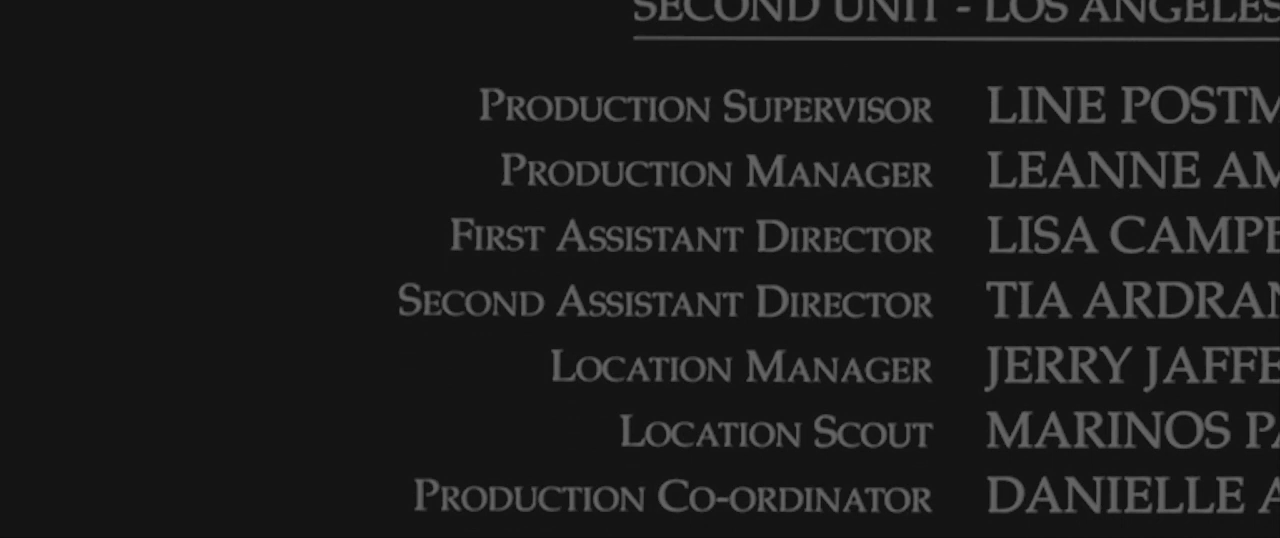 SECOND UNIT - LOS ANGELES
PRODUCTION SUPERVISOR LINE POSTM
PRODUCTION MANAGER LEANNE AM
FIRST ASSISTANT DIRECTOR LISA CAMPE
SECOND ASSISTANT DIRECTOR TIA ARDRAN
LOCATION MANAGER JERRY JAFFE
LOCATION SCOUT MARINOS PA
PRODUCTION CO-ORDINATOR DANIELLE A